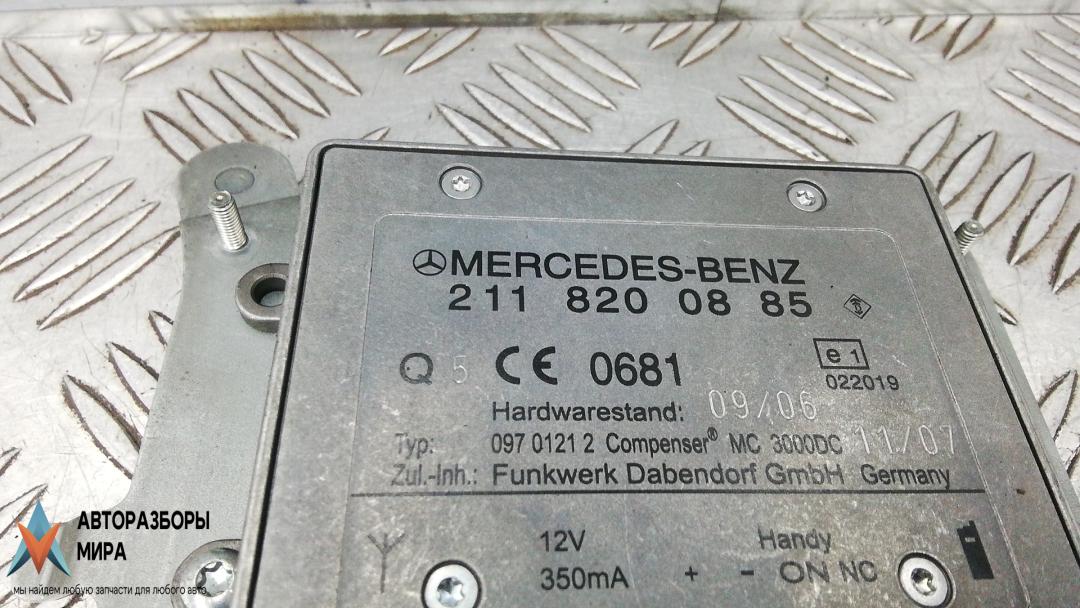 MERCEDES-BENZ
211 820 08 85
Q 5 CE 0681 e1
022019
Hardwarestand: 09/06
Typ: 097 0121 2 Compenser® MC 3000DC 11/07
Zul.-Inh.: Funkwerk Dabendorf GmbH Germany
12V Handy
350mA + - ON NC
АВТОРАЗБОРЫ
МИРА
мы найдем любую запчасти для любого авто